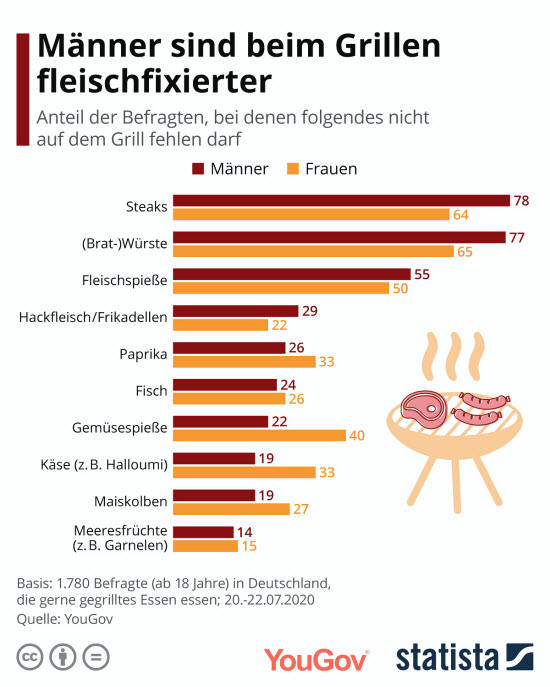 Männer sind beim Grillen
fleischfixierter
Anteil der Befragten, bei denen folgendes nicht
auf dem Grill fehlen darf
Männer Frauen
Steaks 78
64
(Brat-)Würste 77
65
Fleischspieße 55
50
Hackfleisch/Frikadellen 29
22
Paprika 26
33
Fisch 24
26
Gemüsespieße 22
40
Käse (z.B. Halloumi) 19
33
Maiskolben 19
27
Meeresfrüchte 14
(z.B. Garnelen) 15
Basis: 1.780 Befragte (ab 18 Jahre) in Deutschland,
die gerne gegrilltes Essen essen; 20.-22.07.2020
Quelle: YouGov
cc YouGov® statista